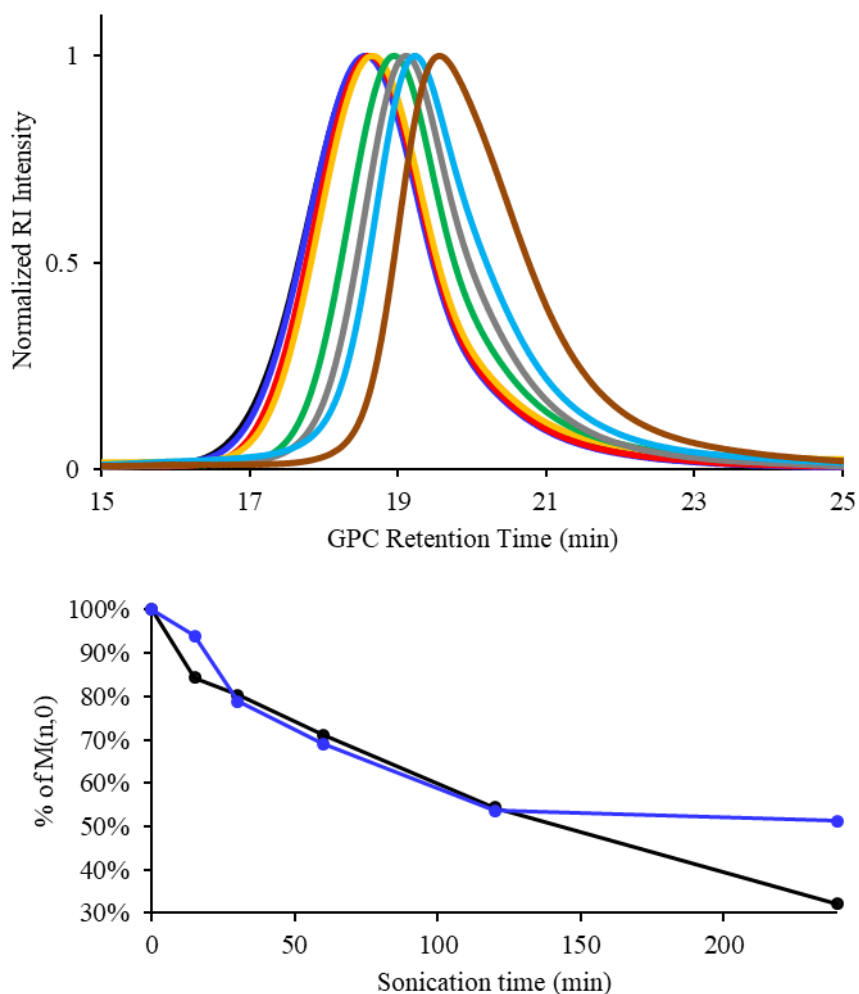 Normalized RI Intensity
1
0.5
0
15 17 19 21 23 25
GPC Retention Time (min)
% of M(n,0)
100%
90%
80%
70%
60%
50%
40%
30%
0 50 100 150 200
Sonication time (min)